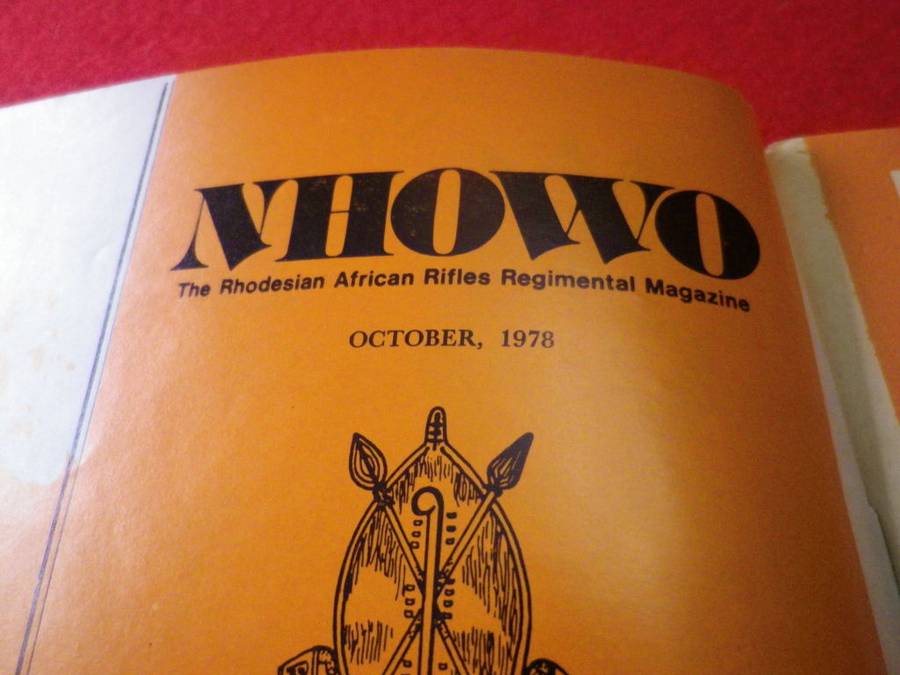 NHOWO
The Rhodesian African Rifles Regimental Magazine
OCTOBER, 1978